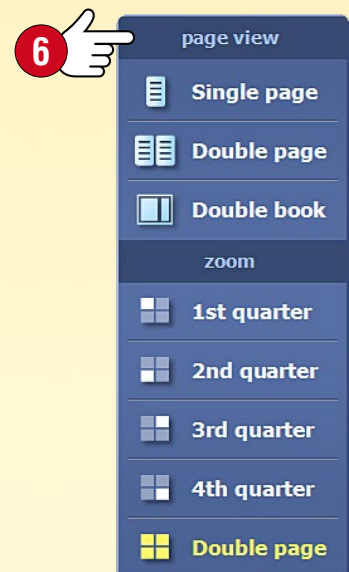 6
page view
Single page
Double page
Double book
zoom
1st quarter
2nd quarter
3rd quarter
4th quarter
Double page